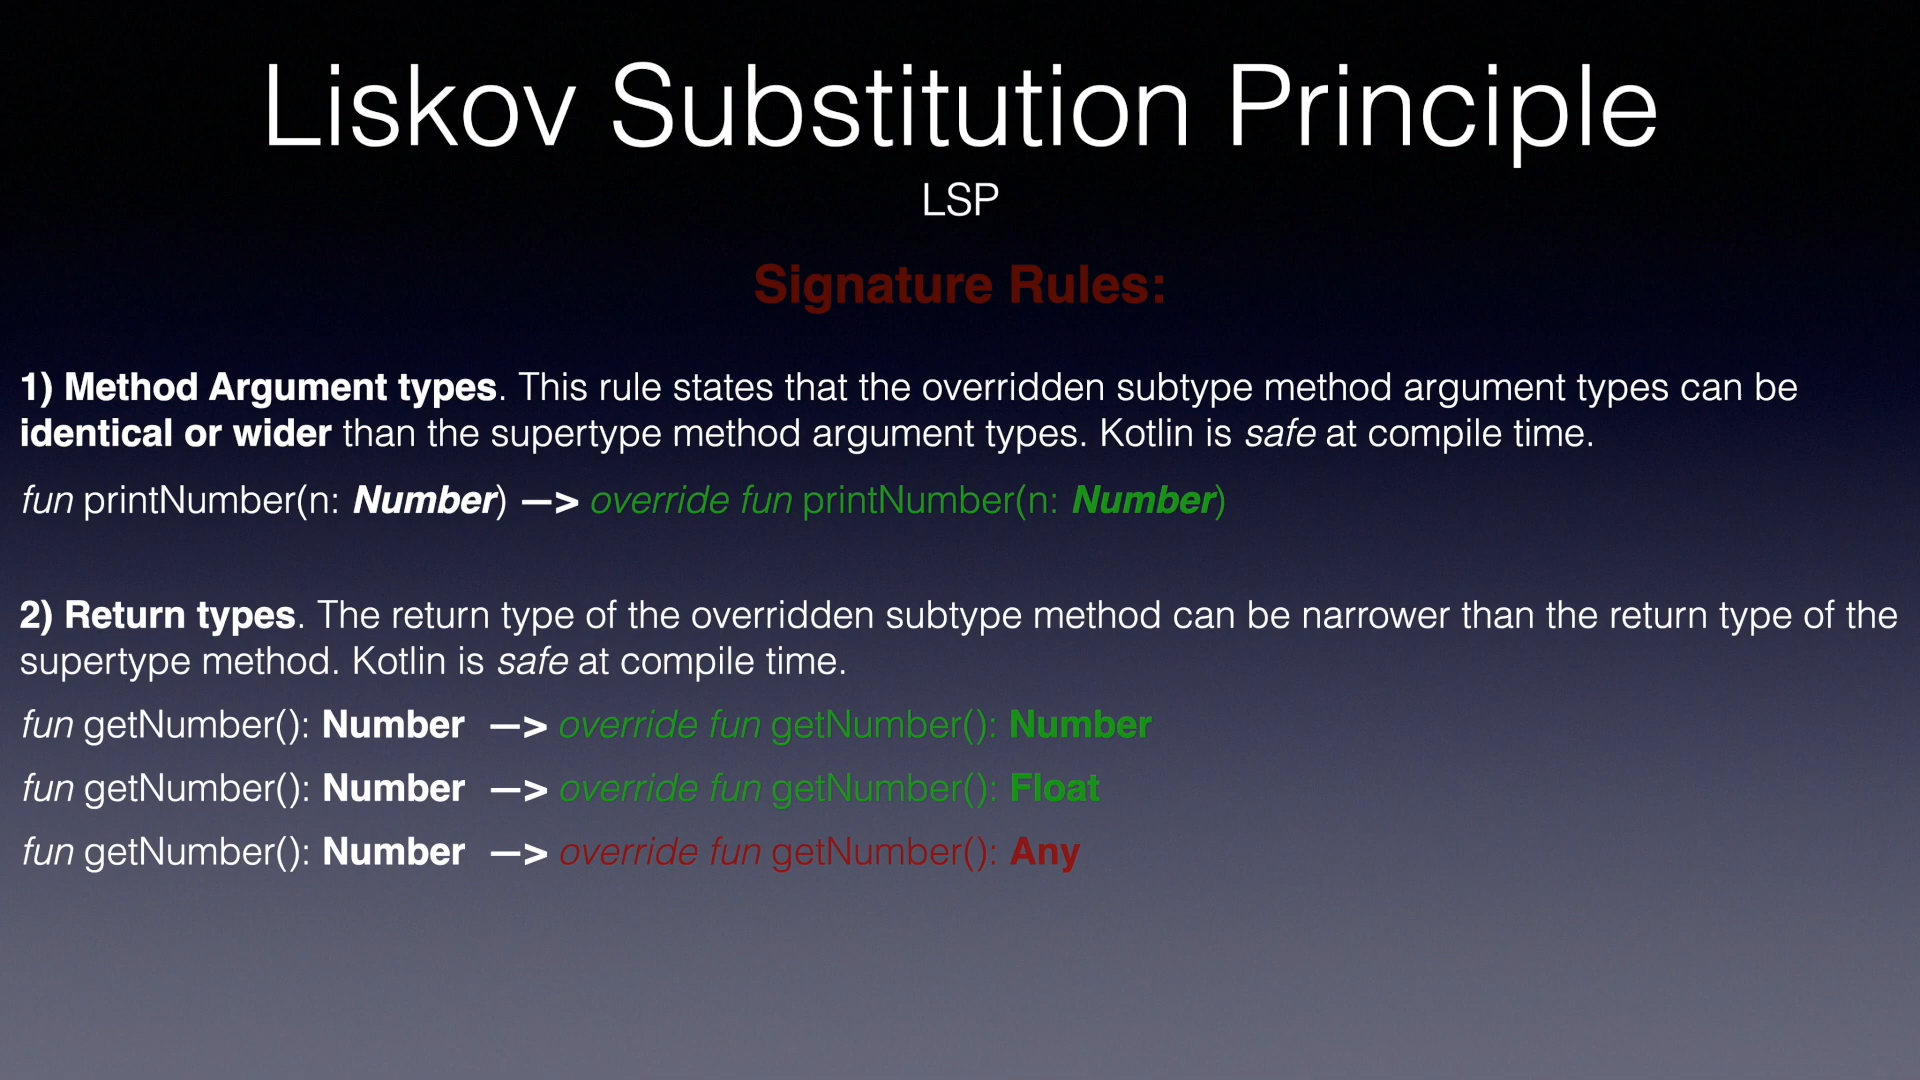 Liskov Substitution Principle
LSP
Signature Rules:
1) Method Argument types. This rule states that the overridden subtype method argument types can be
identical or wider than the supertype method argument types. Kotlin is safe at compile time.
fun printNumber(n: Number) —> override fun printNumber(n: Number)
2) Return types. The return type of the overridden subtype method can be narrower than the return type of the
supertype method. Kotlin is safe at compile time.
fun getNumber(): Number —> override fun getNumber(): Number
fun getNumber(): Number —> override fun getNumber(): Float
fun getNumber(): Number —> override fun getNumber(): Any